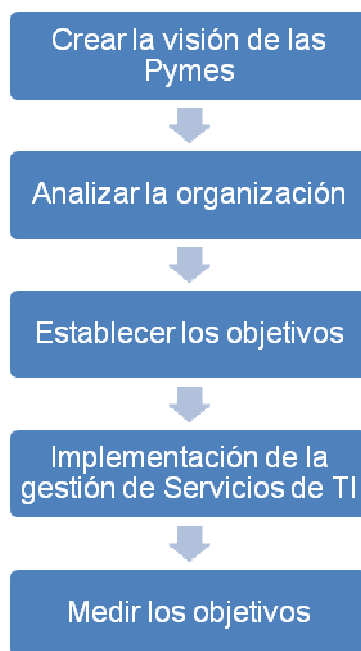 Crear la visión de las
Pymes
Analizar la organización
Establecer los objetivos
Implementación de la
gestión de Servicios de TI
Medir los objetivos